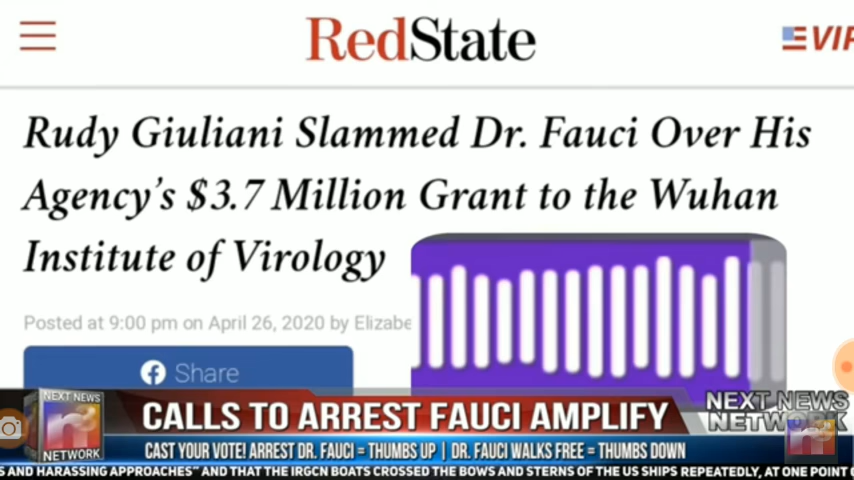 RedState
VIP
Rudy Giuliani Slammed Dr. Fauci Over His
Agency's $3.7 Million Grant to the Wuhan
Institute of Virology
Posted at 9:00 pm on April 26, 2020 by Elizabe
Share
NEXT NEWS
n
NETWORK
CALLS TO ARREST FAUCI AMPLIFY
NEXT NEWS
NETWORK
CAST YOUR VOTE! ARREST DR. FAUCI = THUMBS UP | DR. FAUCI WALKS FREE = THUMBS DOWN
S AND HARASSING APPROACHES" AND THAT THE IRGCN BOATS CROSSED THE BOWS AND STERNS OF THE US SHIPS REPEATEDLY, AT ONE POINT